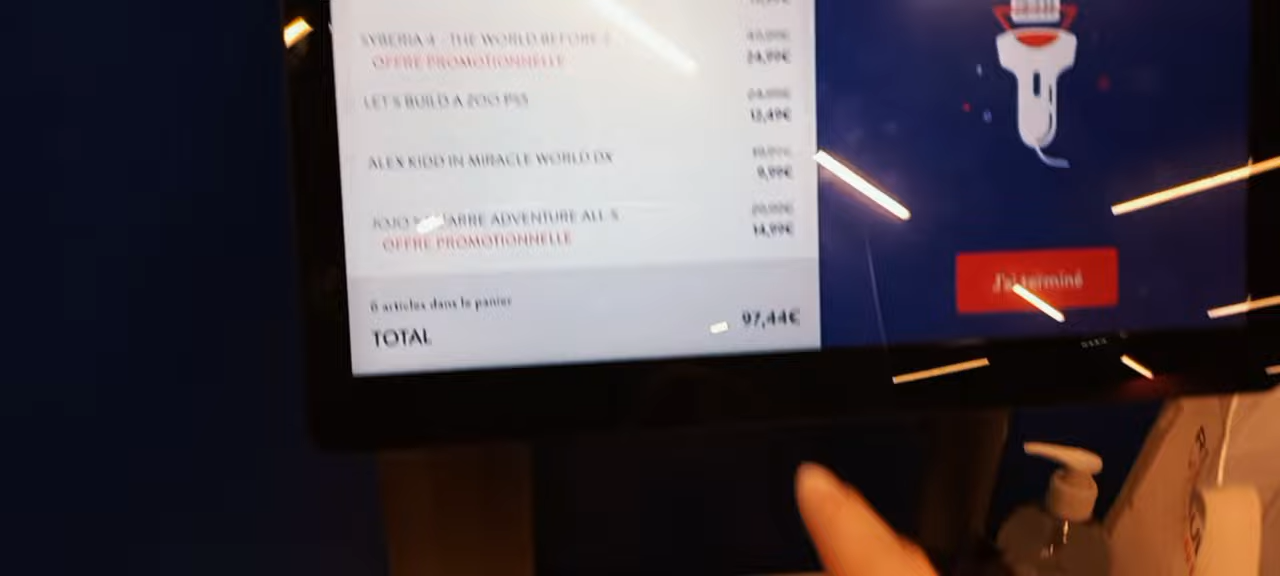 SYBERIA 4 - THE WORLD BEFORE
OFFRE PROMOTIONNELLE
24,99€
LET'S BUILD A ZOO PS5
12,49€
ALEX KIDD IN MIRACLE WORLD DX
9,99€
JOJO ADVENTURE ALL S
OFFRE PROMOTIONNELLE
14,99€
6 articles dans le panier
TOTAL 97,44€
J'ai terminé